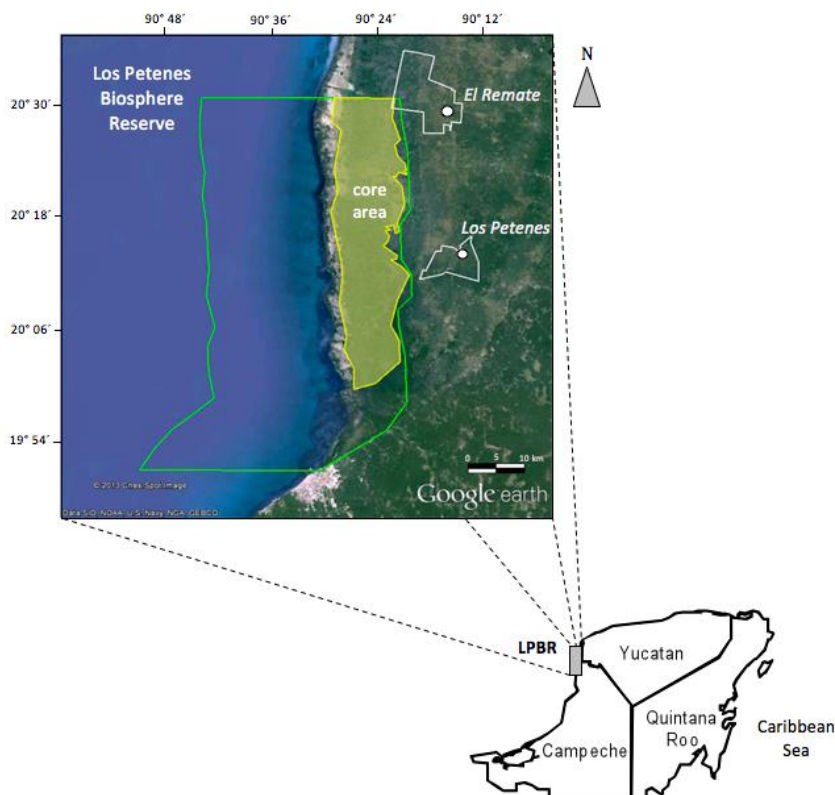 90° 48´
90° 36´
90° 24´
90° 12´
Los Petenes
Biosphere
Reserve
N
20° 30´
El Remate
core
area
20° 18´
Los Petenes
20° 06´
19° 54´
0 5 10 km
© 2013 Cnes-Spot Image
Google earth
Data SIO, NOAA, U.S. Navy, NGA, GEBCO
LPBR
Yucatan
Quintana
Roo
Caribbean
Sea
Campeche